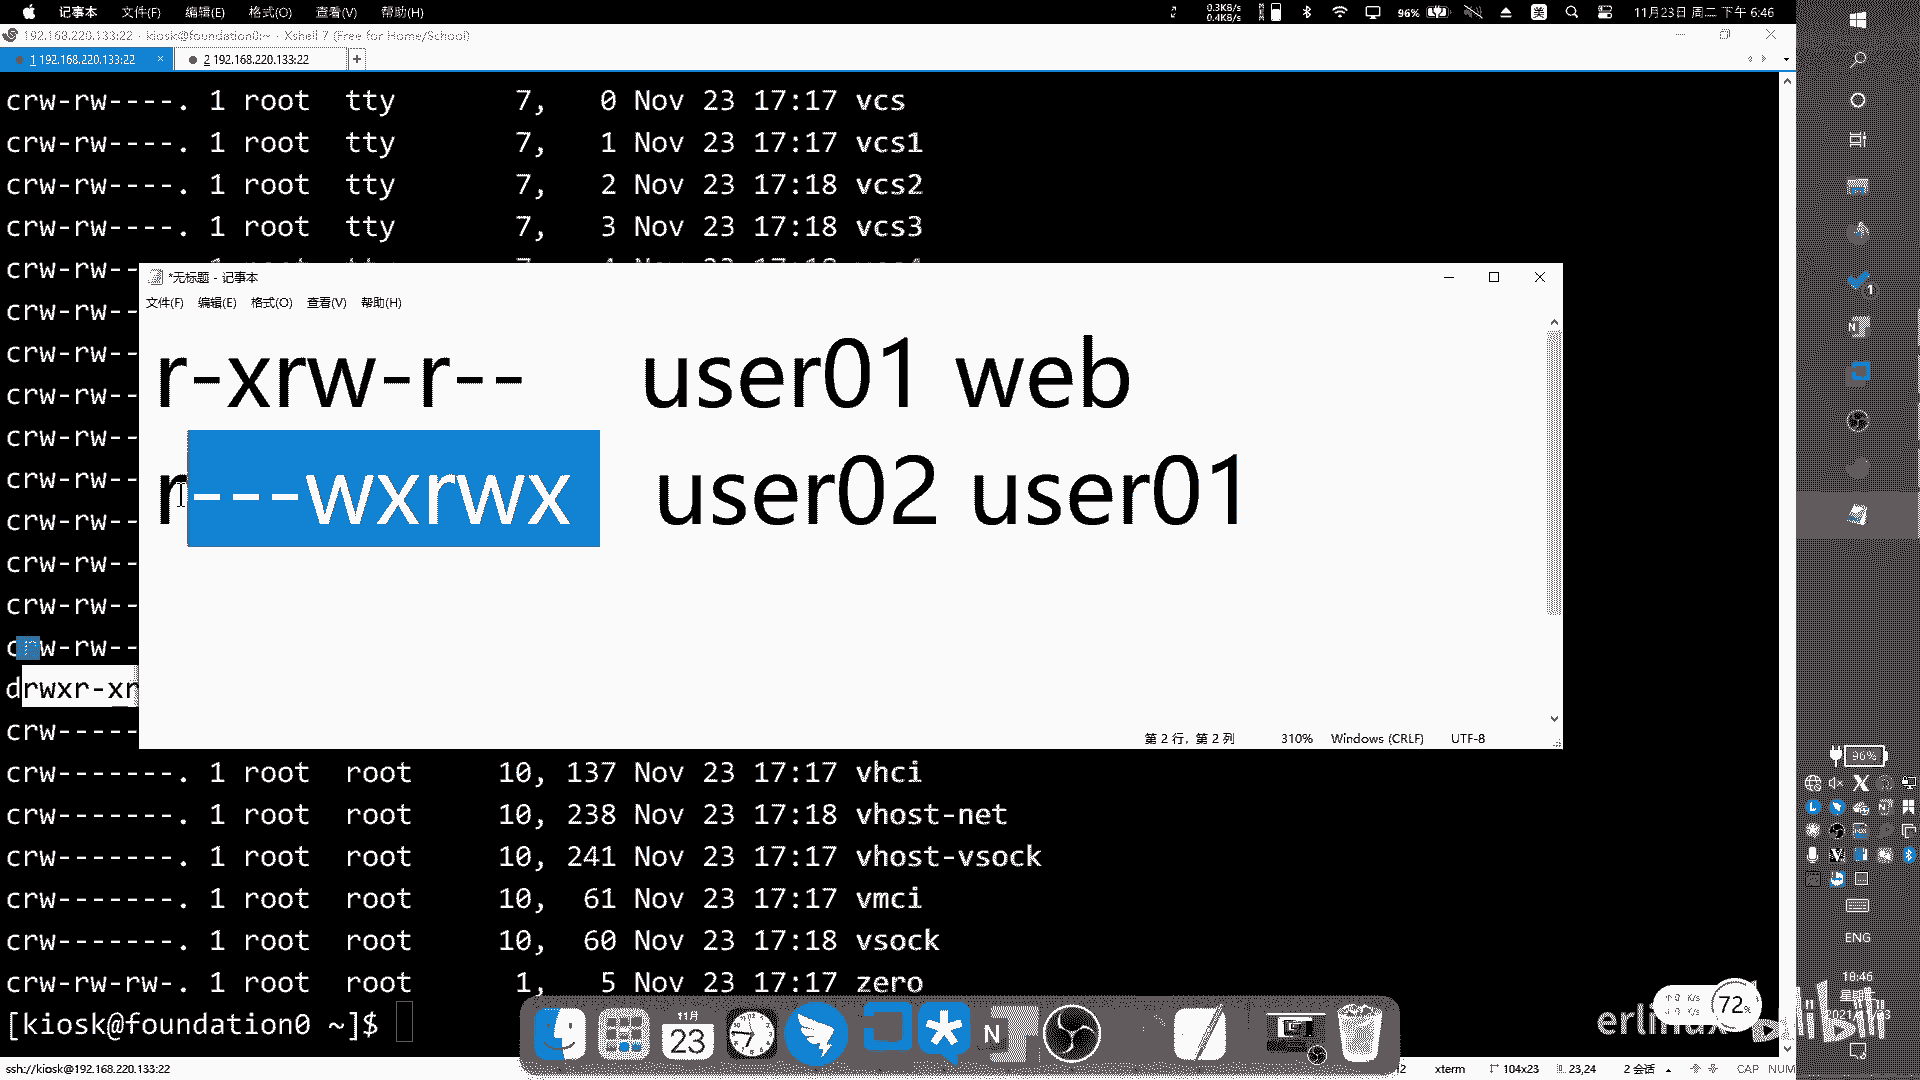 记事本 文件(F) 编辑(E) 格式(O) 查看(V) 帮助(H)
0.3KB/s
0.4KB/s
96%
美
11月23日 周二 下午 6:46
192.168.220.133:22 - kiosk@foundation0:~ - Xshell 7 (Free for Home/School)
1 192.168.220.133:22 × 2 192.168.220.133:22 +
crw-rw----. 1 root tty 7, 0 Nov 23 17:17 vcs
crw-rw----. 1 root tty 7, 1 Nov 23 17:17 vcs1
crw-rw----. 1 root tty 7, 2 Nov 23 17:18 vcs2
crw-rw----. 1 root tty 7, 3 Nov 23 17:18 vcs3
crw-rw--
crw-rw--
crw-rw--
crw-rw--
crw-rw--
crw-rw--
crw-rw--
crw-rw--
crw-rw--
w-rw--
drwxr-xr
crw-----
*无标题 - 记事本
文件(F) 编辑(E) 格式(O) 查看(V) 帮助(H)
r-xrw-r-- user01 web
r----wxrwx user02 user01
第 2 行，第 2 列 310% Windows (CRLF) UTF-8
crw-------. 1 root root 10, 137 Nov 23 17:17 vhci
crw-------. 1 root root 10, 238 Nov 23 17:18 vhost-net
crw-------. 1 root root 10, 241 Nov 23 17:17 vhost-vsock
crw-------. 1 root root 10, 61 Nov 23 17:17 vmci
crw-------. 1 root root 10, 60 Nov 23 17:18 vsock
crw-rw-rw-. 1 root root 1, 5 Nov 23 17:17 zero
[kiosk@foundation0 ~]$
11月
23
N
72%
96%
ENG
18:46
ssh://kiosk@192.168.220.133:22
xterm 104x23 23,24 2 会话 CAP NUM